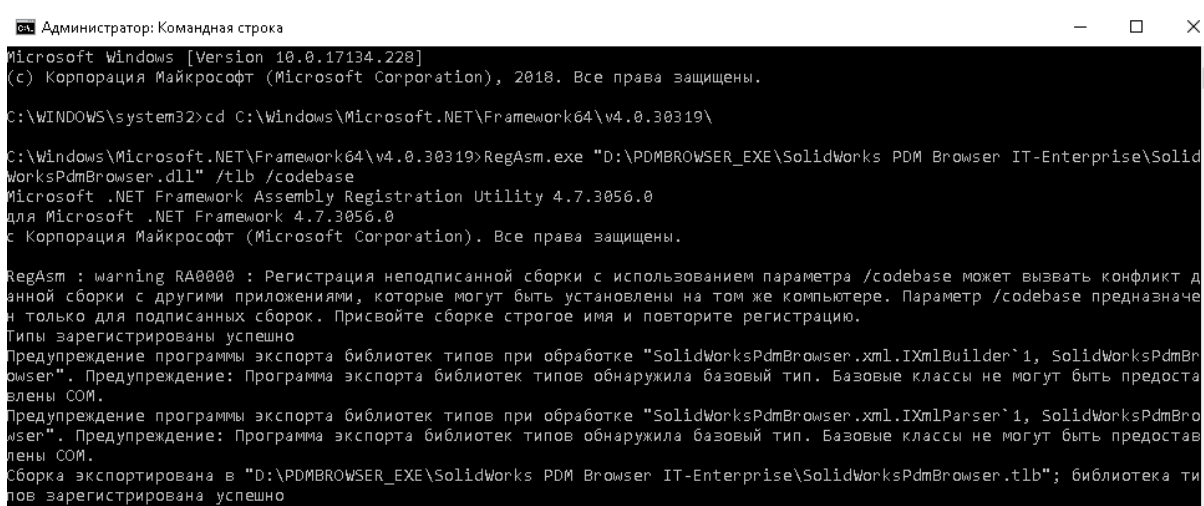 Администратор: Командная строка
Microsoft Windows [Version 10.0.17134.228]
(c) Корпорация Майкрософт (Microsoft Corporation), 2018. Все права защищены.
C:\WINDOWS\system32>cd C:\Windows\Microsoft.NET\Framework64\v4.0.30319\
C:\Windows\Microsoft.NET\Framework64\v4.0.30319>RegAsm.exe "D:\PDMBROWSER_EXE\SolidWorks PDM Browser IT-Enterprise\Solid
WorksPdmBrowser.dll" /tlb /codebase
Microsoft .NET Framework Assembly Registration Utility 4.7.3056.0
для Microsoft .NET Framework 4.7.3056.0
с Корпорация Майкрософт (Microsoft Corporation). Все права защищены.
RegAsm : warning RA0000 : Регистрация неподписанной сборки с использованием параметра /codebase может вызвать конфликт д
анной сборки с другими приложениями, которые могут быть установлены на том же компьютере. Параметр /codebase предназначе
н только для подписанных сборок. Присвойте сборке строгое имя и повторите регистрацию.
Типы зарегистрированы успешно
Предупреждение программы экспорта библиотек типов при обработке "SolidWorksPdmBrowser.xml.IXmlBuilder`1, SolidWorksPdmBr
owser". Предупреждение: Программа экспорта библиотек типов обнаружила базовый тип. Базовые классы не могут быть предоста
влены COM.
Предупреждение программы экспорта библиотек типов при обработке "SolidWorksPdmBrowser.xml.IXmlParser`1, SolidWorksPdmBro
wser". Предупреждение: Программа экспорта библиотек типов обнаружила базовый тип. Базовые классы не могут быть предостав
лены COM.
Сборка экспортирована в "D:\PDMBROWSER_EXE\SolidWorks PDM Browser IT-Enterprise\SolidWorksPdmBrowser.tlb"; библиотека ти
пов зарегистрирована успешно